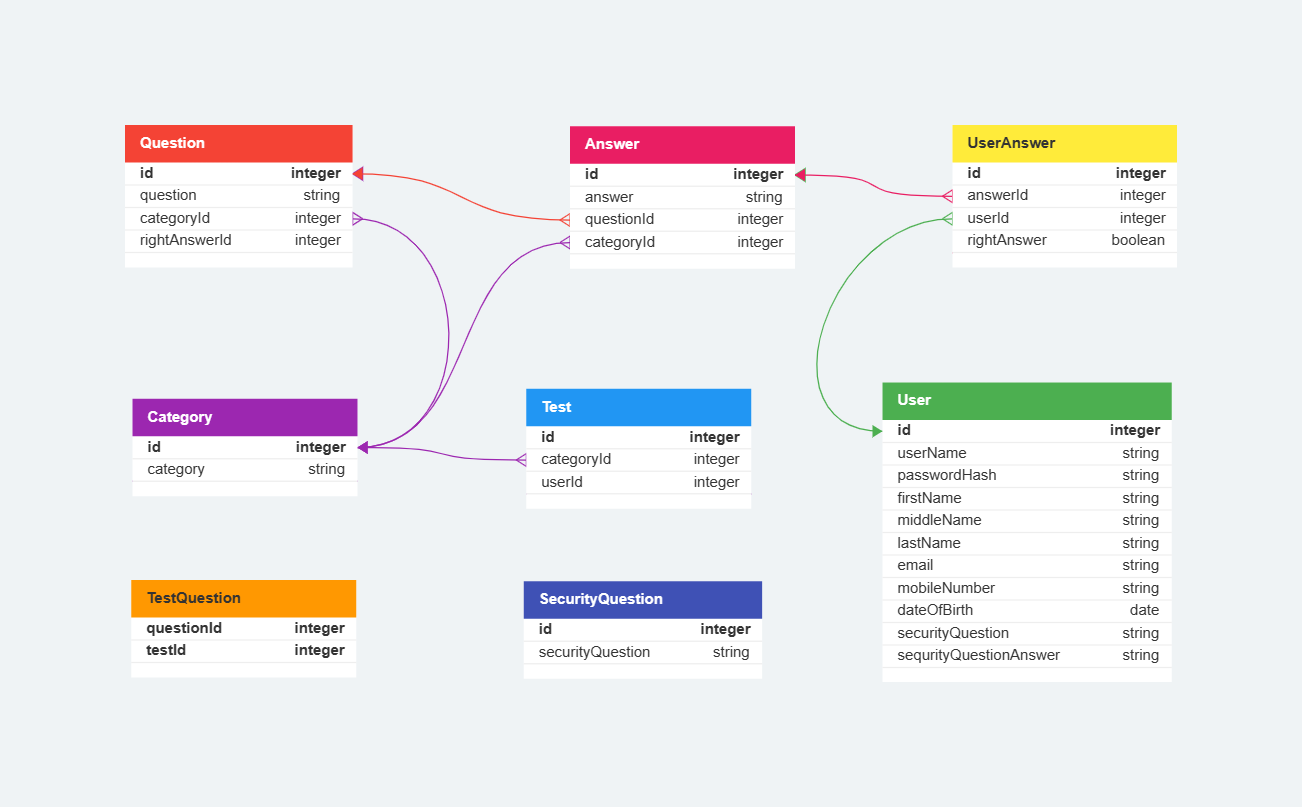 Question
id integer
question string
categoryId integer
rightAnswerId integer
Answer
id integer
answer string
questionId integer
categoryId integer
UserAnswer
id integer
answerId integer
userId integer
rightAnswer boolean
Category
id integer
category string
Test
id integer
categoryId integer
userId integer
User
id integer
userName string
passwordHash string
firstName string
middleName string
lastName string
email string
mobileNumber string
dateOfBirth date
securityQuestion string
sequrityQuestionAnswer string
TestQuestion
questionId integer
testId integer
SecurityQuestion
id integer
securityQuestion string